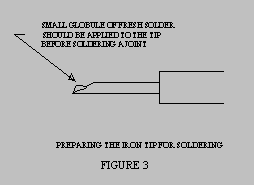 SMALL GLOBULE OF FRESH SOLDER
SHOULD BE APPLIED TO THE TIP
BEFORE SOLDERING A JOINT
PREPARING THE IRON TIP FOR SOLDERING
FIGURE 3